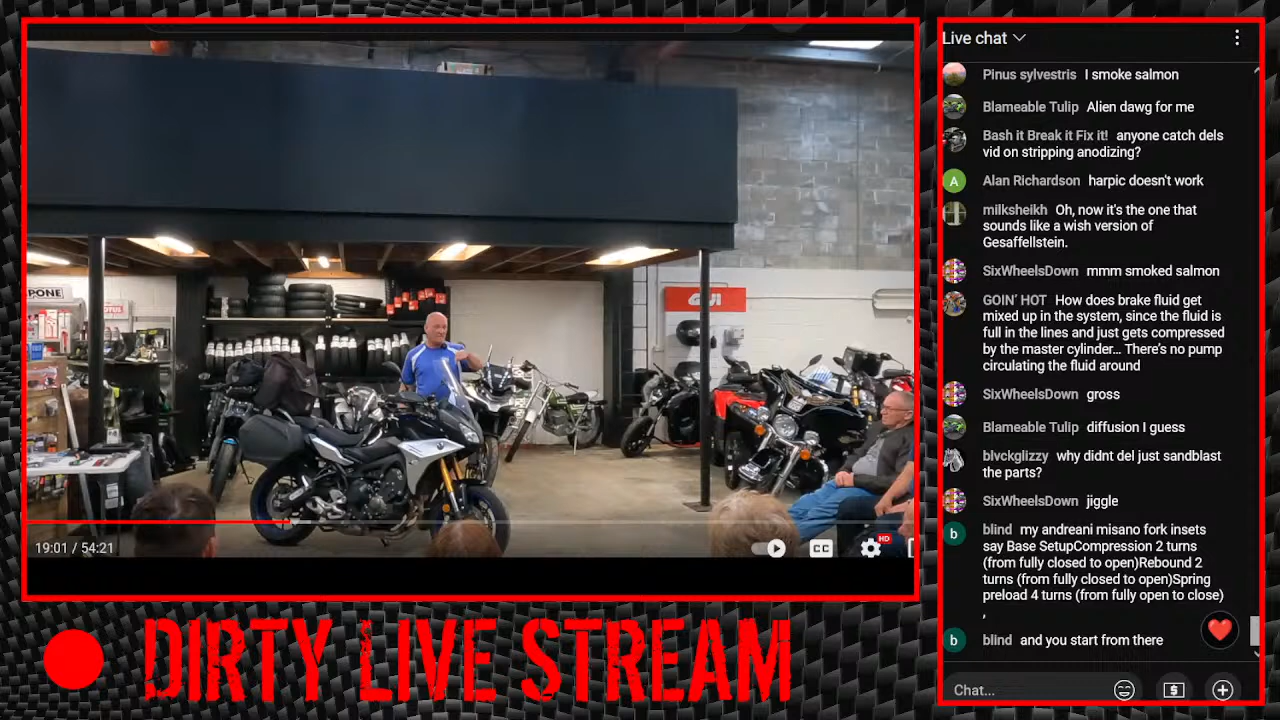 Live chat
PONE
19:01 / 54:21
CC
HD
Pinus sylvestris I smoke salmon
Blameable Tulip Alien dawg for me
Bash it Break it Fix it! anyone catch dels
vid on stripping anodizing?
A
Alan Richardson harpic doesn't work
milksheikh Oh, now it's the one that
sounds like a wish version of
Gesaffelstein.
SixWheelsDown mmm smoked salmon
GOIN' HOT How does brake fluid get
mixed up in the system, since the fluid is
full in the lines and just gets compressed
by the master cylinder... There's no pump
circulating the fluid around
SixWheelsDown gross
Blameable Tulip diffusion I guess
blvckglizzy why didnt del just sandblast
the parts?
SixWheelsDown jiggle
b
blind my andreani misano fork insets
say Base SetupCompression 2 turns
(from fully closed to open)Rebound 2
turns (from fully closed to open)Spring
preload 4 turns (from fully open to close)
,
b
blind and you start from there
Chat...
$
DIRTY LIVE STREAM